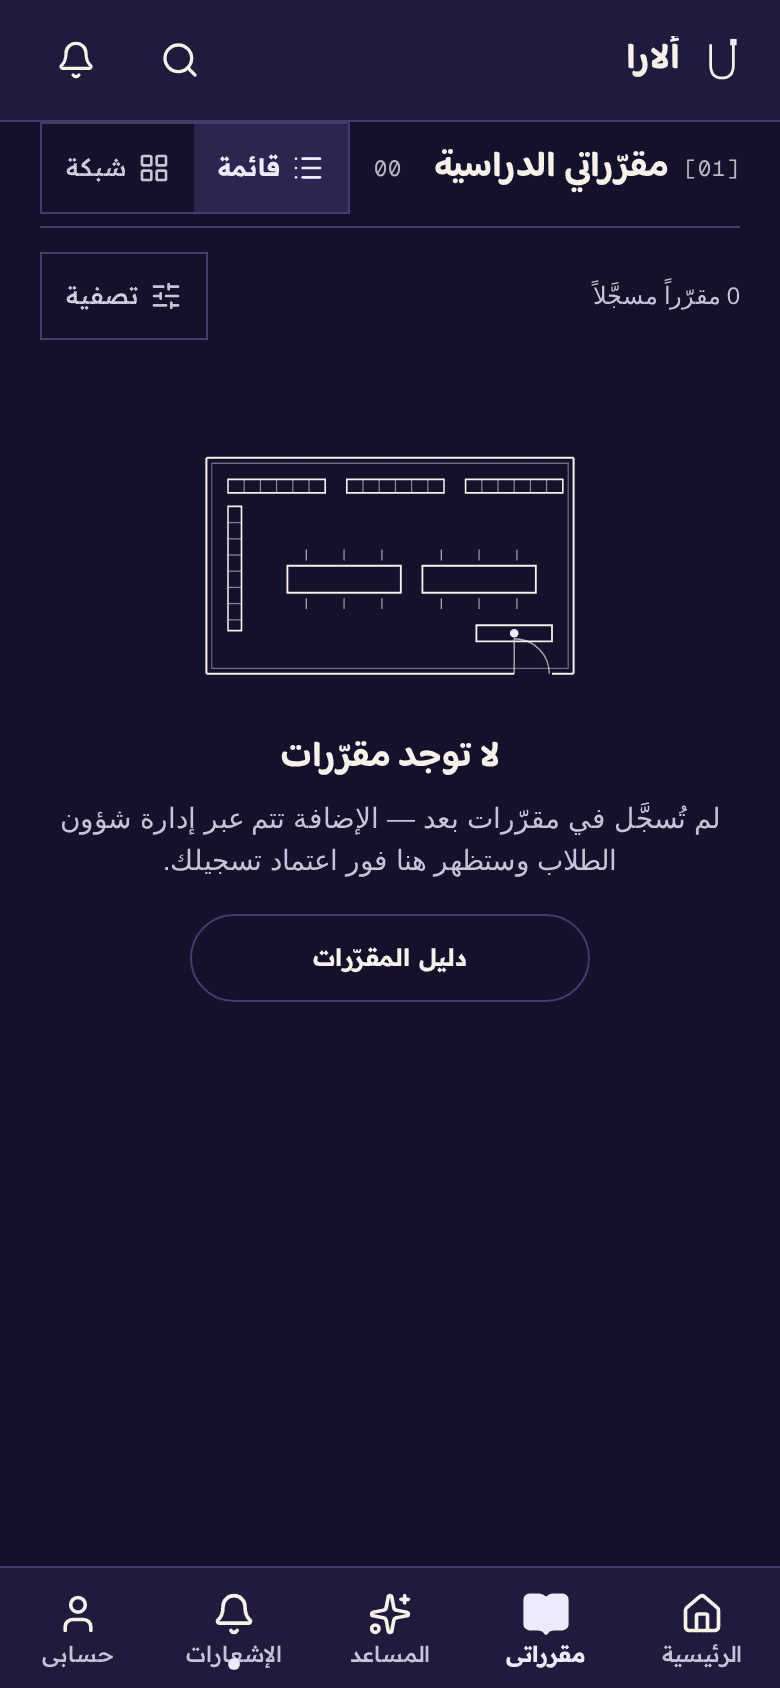 ألارا
[01] مقرّراتي الدراسية 00 قائمة شبكة
0 مقرّراً مسجَّلاً تصفية
لا توجد مقرّرات
لم تُسجَّل في مقرّرات بعد — الإضافة تتم عبر إدارة شؤون
الطلاب وستظهر هنا فور اعتماد تسجيلك.
دليل المقرّرات
الرئيسية مقرراتي المساعد الإشعارات حسابي